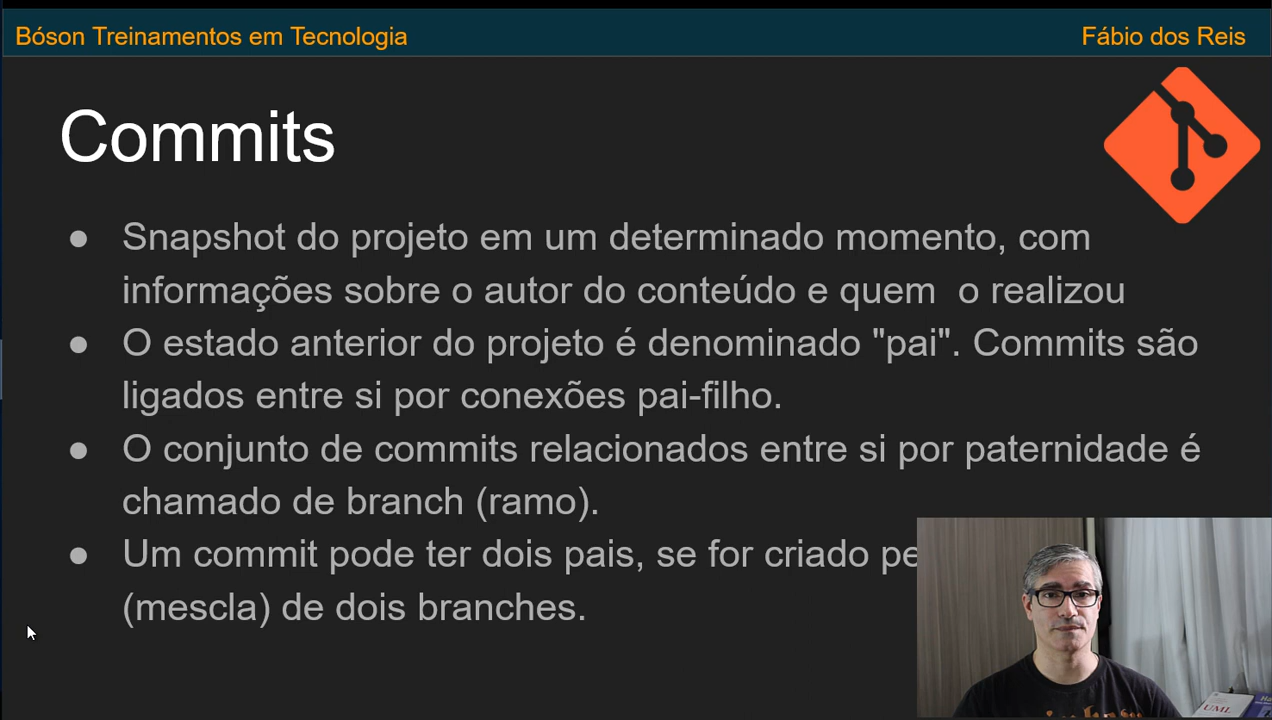 Bóson Treinamentos em Tecnologia
Fábio dos Reis
Commits
● Snapshot do projeto em um determinado momento, com
informações sobre o autor do conteúdo e quem o realizou
● O estado anterior do projeto é denominado "pai". Commits são
ligados entre si por conexões pai-filho.
● O conjunto de commits relacionados entre si por paternidade é
chamado de branch (ramo).
● Um commit pode ter dois pais, se for criado
(mescla) de dois branches.
UML